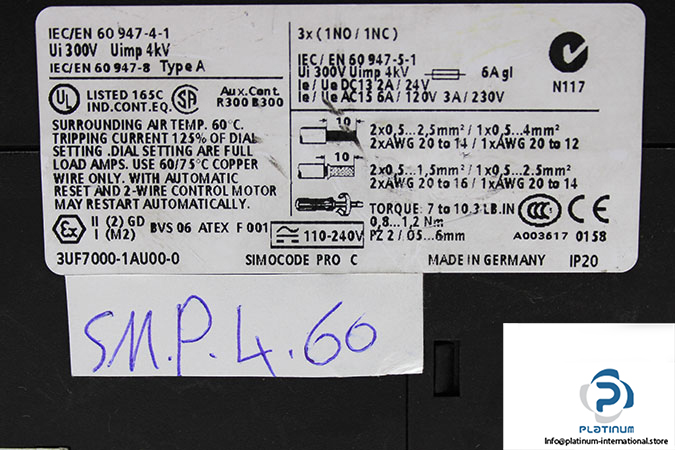 IEC/EN 60 947-4-1
Ui 300V Uimp 4kV
IEC/EN 60 947-8 Type A
UL LISTED 165C
IND.CONT.EQ.
SA
Aux.Cont.
R300 B300
SURROUNDING AIR TEMP. 60°C.
TRIPPING CURRENT 125% OF DIAL
SETTING .DIAL SETTING ARE FULL
LOAD AMPS. USE 60/75°C COPPER
WIRE ONLY. WITH AUTOMATIC
RESET AND 2-WIRE CONTROL MOTOR
MAY RESTART AUTOMATICALLY.
Ex
II (2) GD
I (M2)
BVS 06 ATEX F 001
3UF7000-1AU00-0
3x (1NO / 1NC)
IEC/EN 60 947-5-1
Ui 300V Uimp 4kV 6A gl
Ie / Ue DC13 2A / 24V
Ie / Ue AC15 6A / 120V 3A / 230V
N117
10
2x0,5...2,5mm² / 1x0,5...4mm²
2xAWG 20 to 14 / 1xAWG 20 to 12
10
2x0,5...1,5mm² / 1x0,5...2.5mm²
2xAWG 20 to 16 / 1xAWG 20 to 14
TORQUE: 7 to 10.3 LB.IN
0,8...1,2 Nm
PZ 2 / Ø5...6mm
CCC
CE
A003617 0158
110-240V
SIMOCODE PRO C
MADE IN GERMANY
IP20
SM.P.4.60
PLATINUM
Info@platinum-international.store